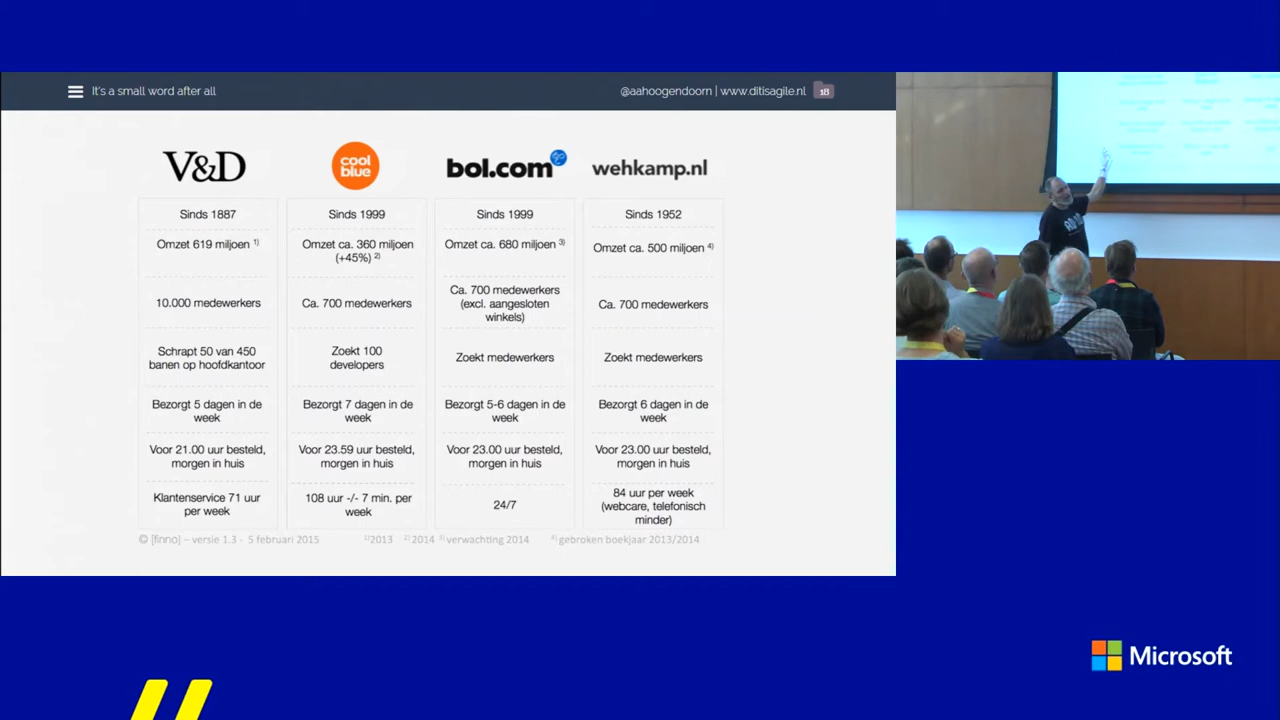 It's a small word after all
@aahoogendoorn | www.ditisagile.nl 18
V&D
cool
blue
bol.com
wehkamp.nl
Sinds 1887
Sinds 1999
Sinds 1999
Sinds 1952
Omzet 619 miljoen 1)
Omzet ca. 360 miljoen
(+45%) 2)
Omzet ca. 680 miljoen 3)
Omzet ca. 500 miljoen 4)
10.000 medewerkers
Ca. 700 medewerkers
Ca. 700 medewerkers
(excl. aangesloten
winkels)
Ca. 700 medewerkers
Schrapt 50 van 450
banen op hoofdkantoor
Zoekt 100
developers
Zoekt medewerkers
Zoekt medewerkers
Bezorgt 5 dagen in de
week
Bezorgt 7 dagen in de
week
Bezorgt 5-6 dagen in de
week
Bezorgt 6 dagen in de
week
Voor 21.00 uur besteld,
morgen in huis
Voor 23.59 uur besteld,
morgen in huis
Voor 23.00 uur besteld,
morgen in huis
Voor 23.00 uur besteld,
morgen in huis
Klantenservice 71 uur
per week
108 uur -/- 7 min. per
week
24/7
84 uur per week
(webcare, telefonisch
minder)
© [finno] – versie 1.3 - 5 februari 2015 1)2013 2) 2014 3) verwachting 2014 4) gebroken boekjaar 2013/2014
Microsoft